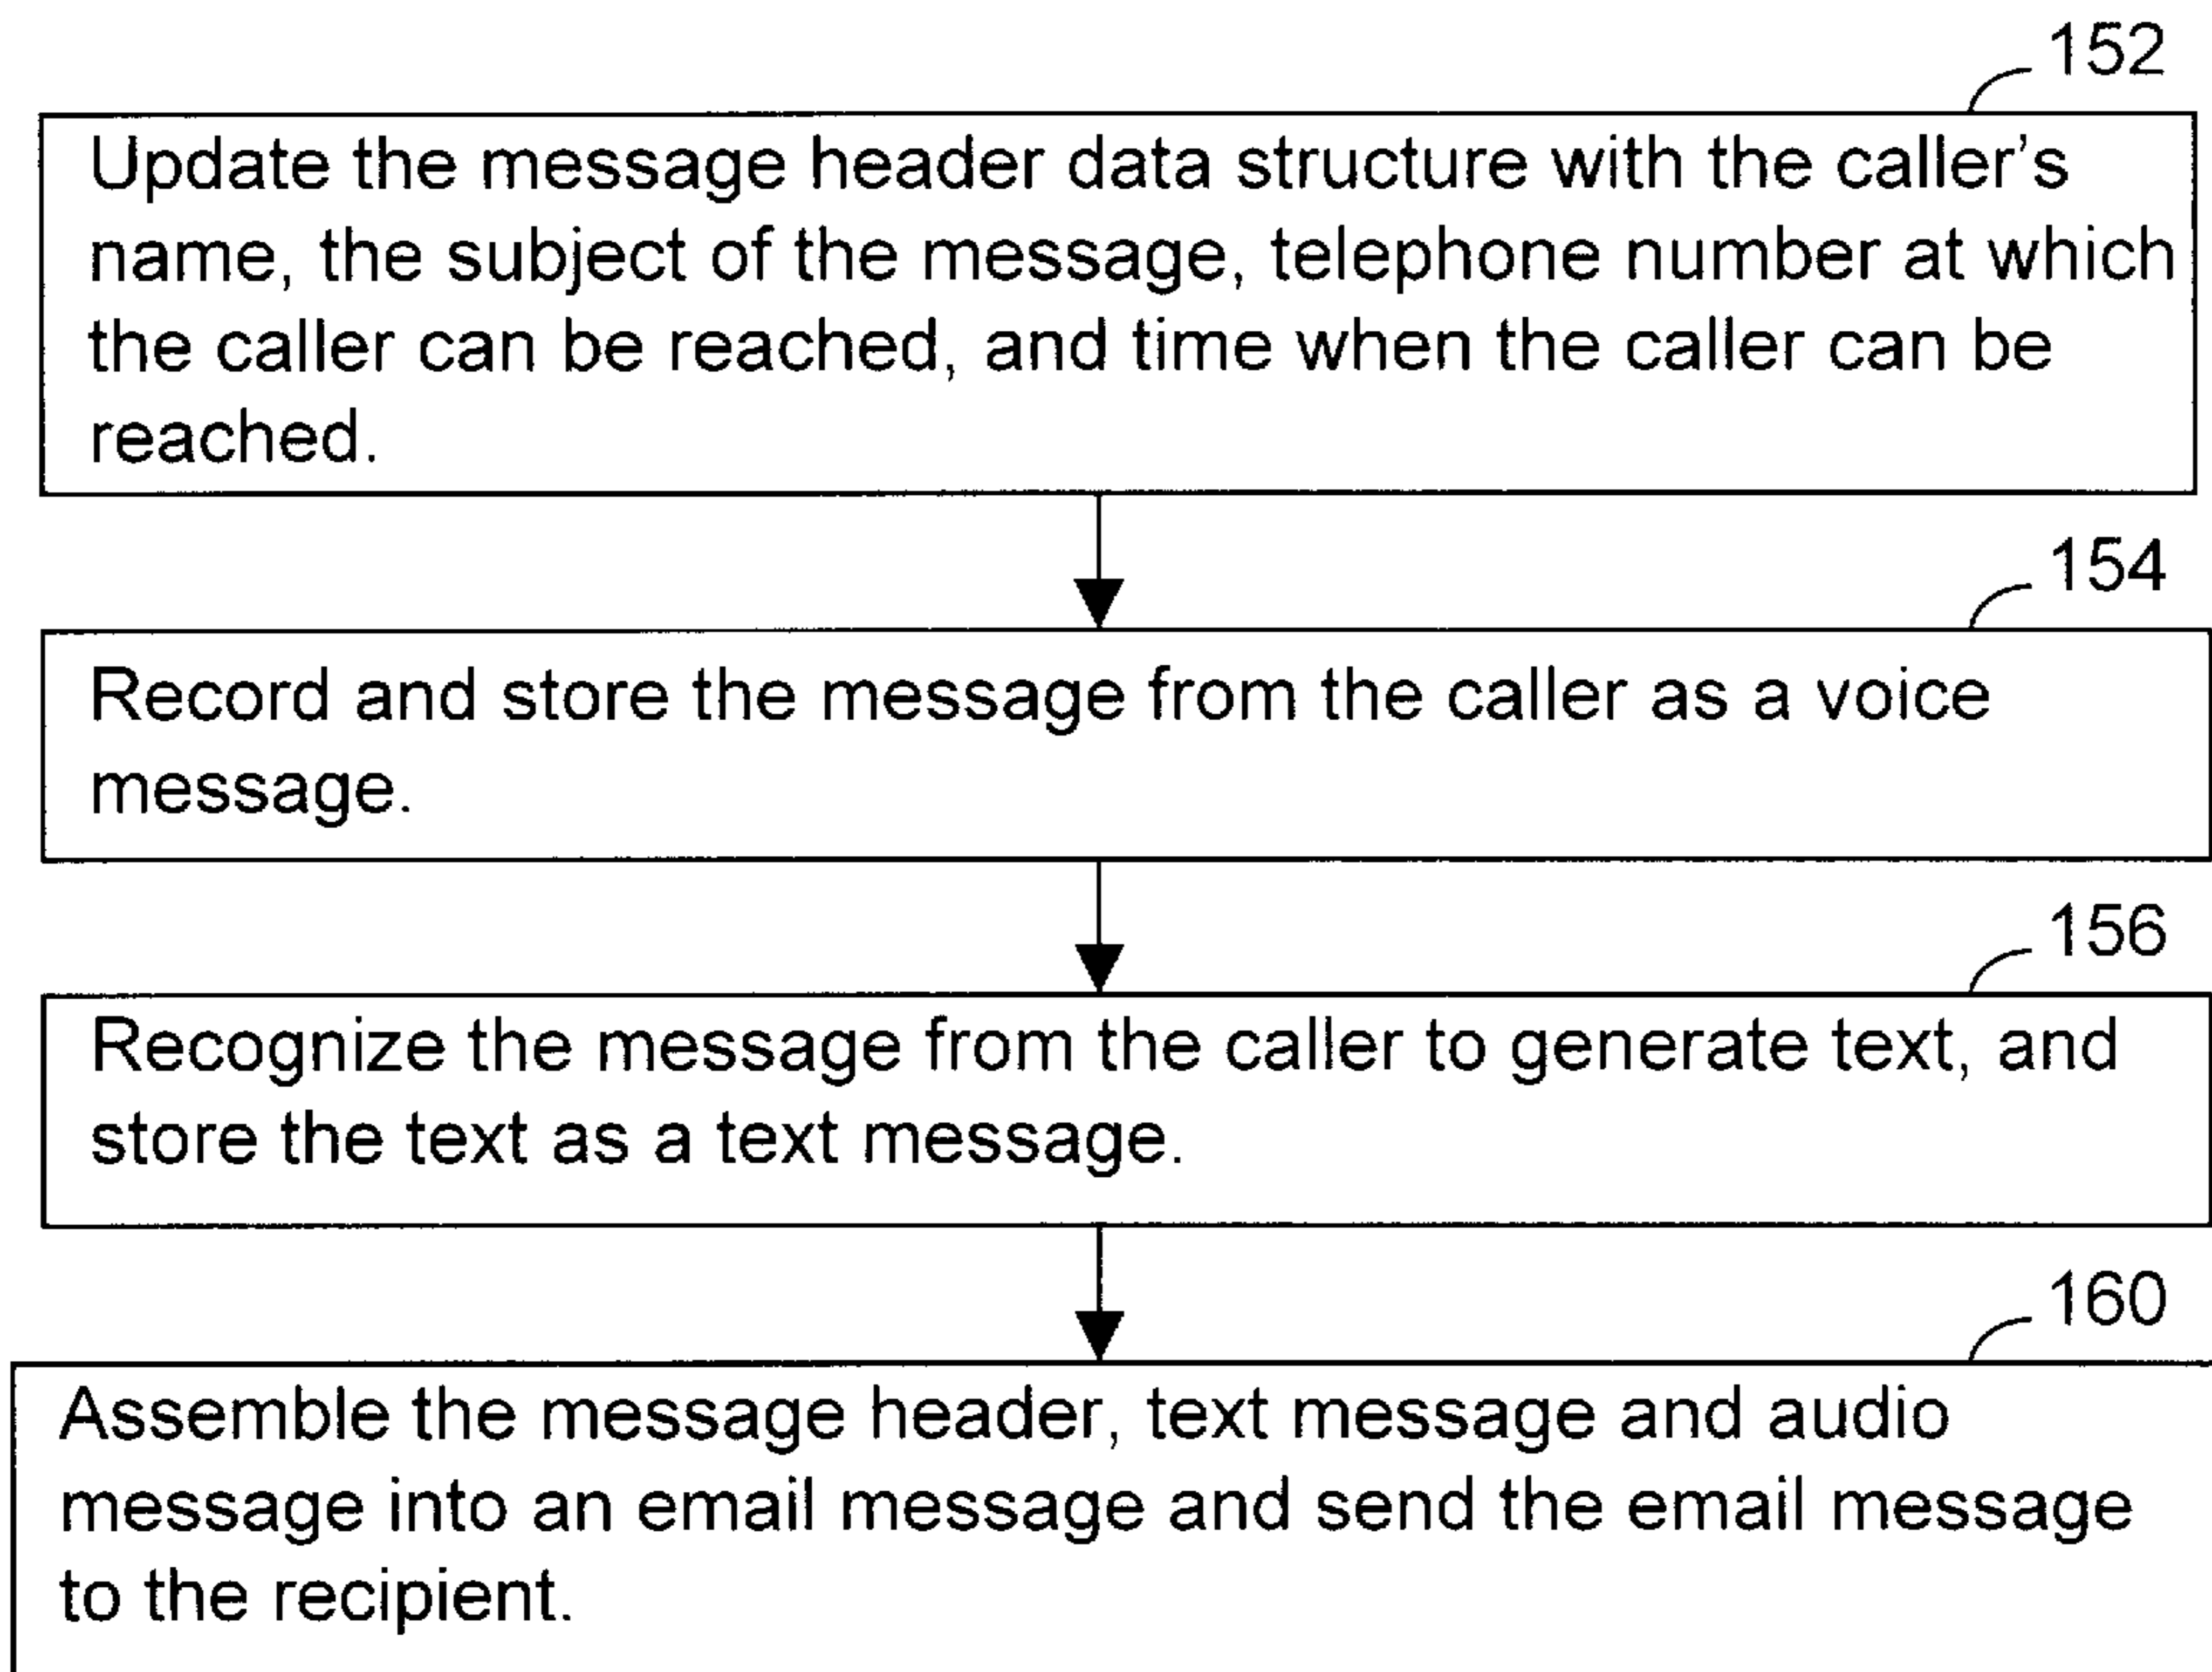 152
Update the message header data structure with the caller's
name, the subject of the message, telephone number at which
the caller can be reached, and time when the caller can be
reached.
154
Record and store the message from the caller as a voice
message.
156
Recognize the message from the caller to generate text, and
store the text as a text message.
160
Assemble the message header, text message and audio
message into an email message and send the email message
to the recipient.